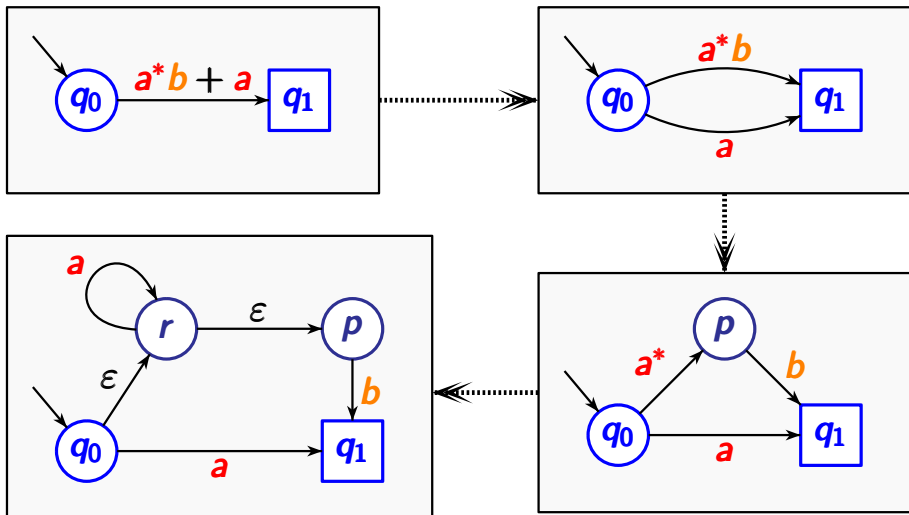 a*b + a
q0 q1
a*b
q0 q1
a
a
r ε p
ε b
q0 a q1
p
a* b
q0 a q1